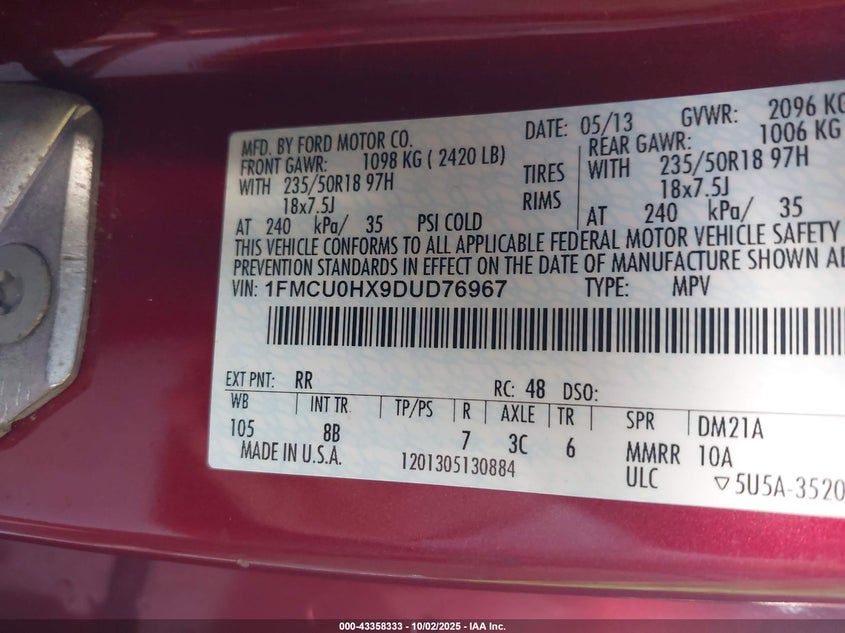 MFD. BY FORD MOTOR CO.
DATE: 05/13
GVWR: 2096 KG
FRONT GAWR: 1098 KG ( 2420 LB)
REAR GAWR: 1006 KG
WITH 235/50R18 97H
TIRES
WITH 235/50R18 97H
18x7.5J
RIMS
18x7.5J
AT 240 kPa/ 35 PSI COLD
AT 240 kPa/ 35
THIS VEHICLE CONFORMS TO ALL APPLICABLE FEDERAL MOTOR VEHICLE SAFETY
PREVENTION STANDARDS IN EFFECT ON THE DATE OF MANUFACTURE SHOWN AB
VIN: 1FMCU0HX9DUD76967
TYPE: MPV
EXT PNT: RR
RC: 48 DSO:
WB INT TR TP/PS R AXLE TR SPR DM21A
105 8B 7 3C 6 MMRR 10A
MADE IN U.S.A. 1201305130884 ULC ▽5U5A-3520
000-43358333 / 10/02/2025 - IAA Inc.